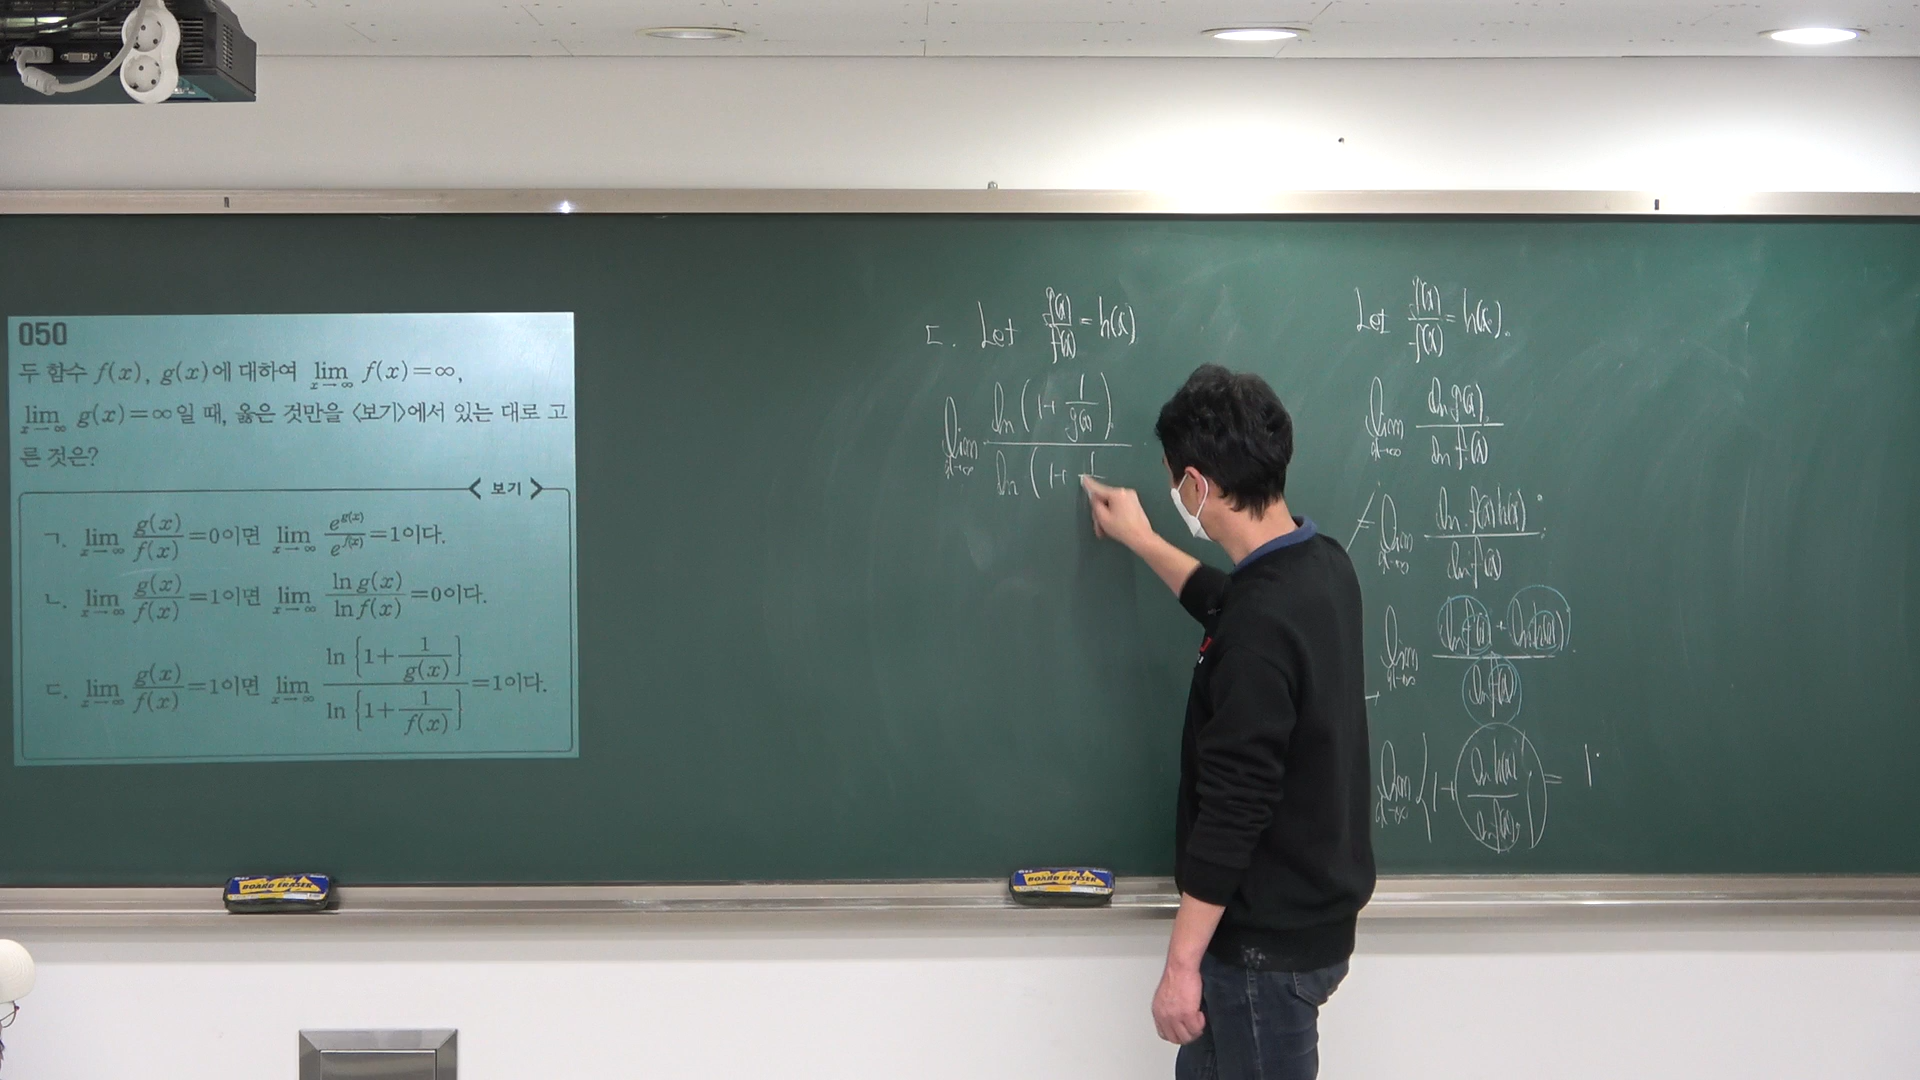 050
두 함수 f(x), g(x)에 대하여 lim_{x→∞} f(x)=∞,
lim_{x→∞} g(x)=∞일 때, 옳은 것만을 〈보기〉에서 있는 대로 고
른 것은?
〈 보기 〉
ㄱ. lim_{x→∞} g(x)/f(x) =0이면 lim_{x→∞} e^{g(x)}/e^{f(x)} =1이다.
ㄴ. lim_{x→∞} g(x)/f(x) =1이면 lim_{x→∞} ln g(x)/ln f(x) =0이다.
ㄷ. lim_{x→∞} g(x)/f(x) =1이면 lim_{x→∞} ln{1+1/g(x)}/ln{1+1/f(x)} =1이다.
ㄷ. Let g(x)/f(x) = h(x)
lim_{x→∞} ln(1+1/g(x))/ln(1+1
Let g(x)/f(x) = h(x).
lim_{x→∞} ln g(x)/ln f(x)
= lim_{x→∞} ln f(x)h(x)/ln f(x)
lim_{x→∞} (ln f(x) + ln h(x))/ln f(x)
lim_{x→∞} {1+ ln h(x)/ln f(x)} = 1
BOARD ERASER
BOARD ERASER